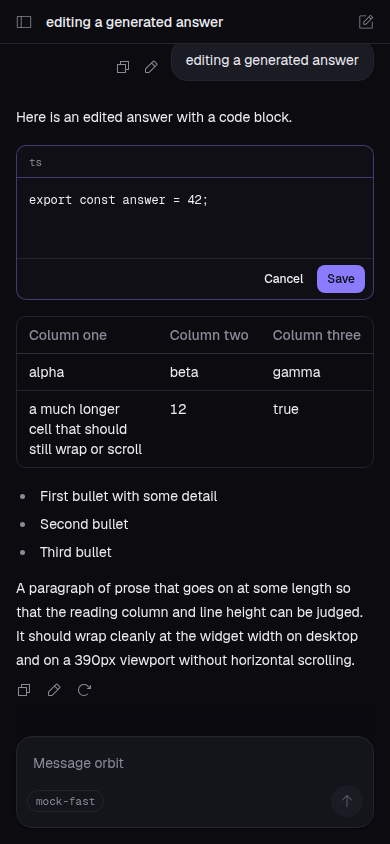 editing a generated answer
editing a generated answer
Here is an edited answer with a code block.
ts
export const answer = 42;
Cancel Save
Column one Column two Column three
alpha beta gamma
a much longer 12 true
cell that should
still wrap or scroll
First bullet with some detail
Second bullet
Third bullet
A paragraph of prose that goes on at some length so
that the reading column and line height can be judged.
It should wrap cleanly at the widget width on desktop
and on a 390px viewport without horizontal scrolling.
Message orbit
mock-fast